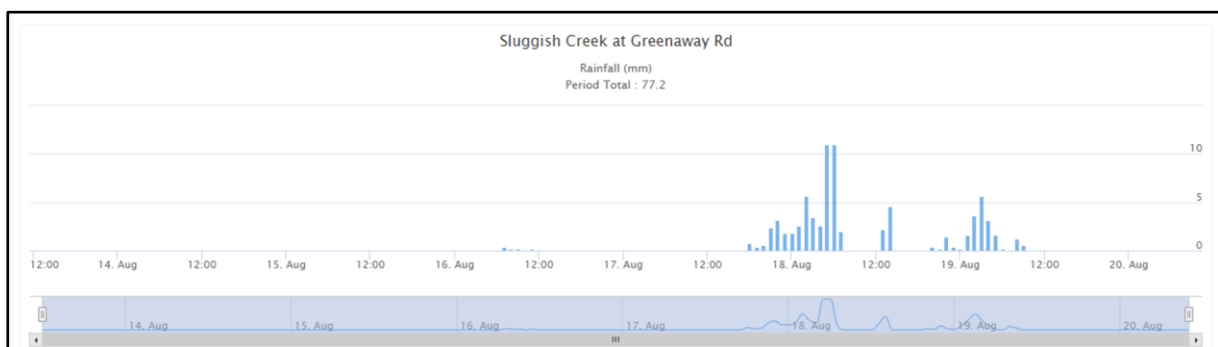 Sluggish Creek at Greenaway Rd
Rainfall (mm)
Period Total : 77.2
10
5
0
12:00 14. Aug 12:00 15. Aug 12:00 16. Aug 12:00 17. Aug 12:00 18. Aug 12:00 19. Aug 12:00 20. Aug
14. Aug 15. Aug 16. Aug 17. Aug 18. Aug 19. Aug 20. Aug